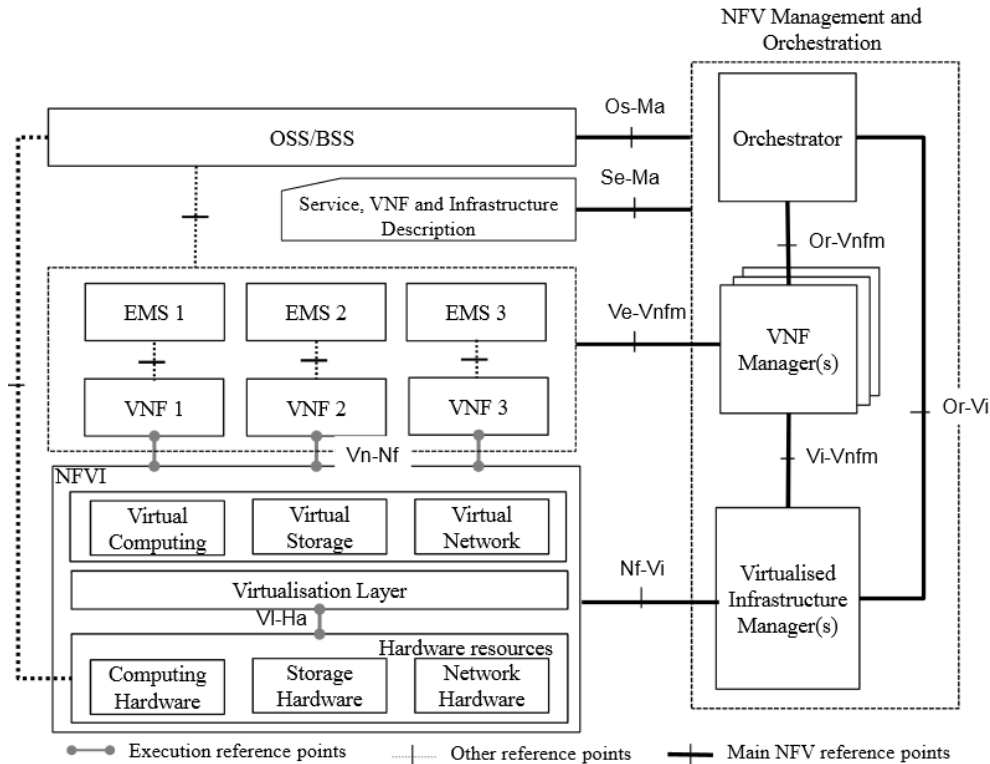 NFV Management and
Orchestration
Os-Ma
OSS/BSS
Orchestrator
Se-Ma
Service, VNF and Infrastructure
Description
Or-Vnfm
EMS 1
EMS 2
EMS 3
Ve-Vnfm
VNF
Manager(s)
VNF 1
VNF 2
VNF 3
Or-Vi
Vn-Nf
Vi-Vnfm
NFVI
Virtual
Computing
Virtual
Storage
Virtual
Network
Nf-Vi
Virtualised
Infrastructure
Manager(s)
Virtualisation Layer
Vl-Ha
Hardware resources
Computing
Hardware
Storage
Hardware
Network
Hardware
Execution reference points
Other reference points
Main NFV reference points